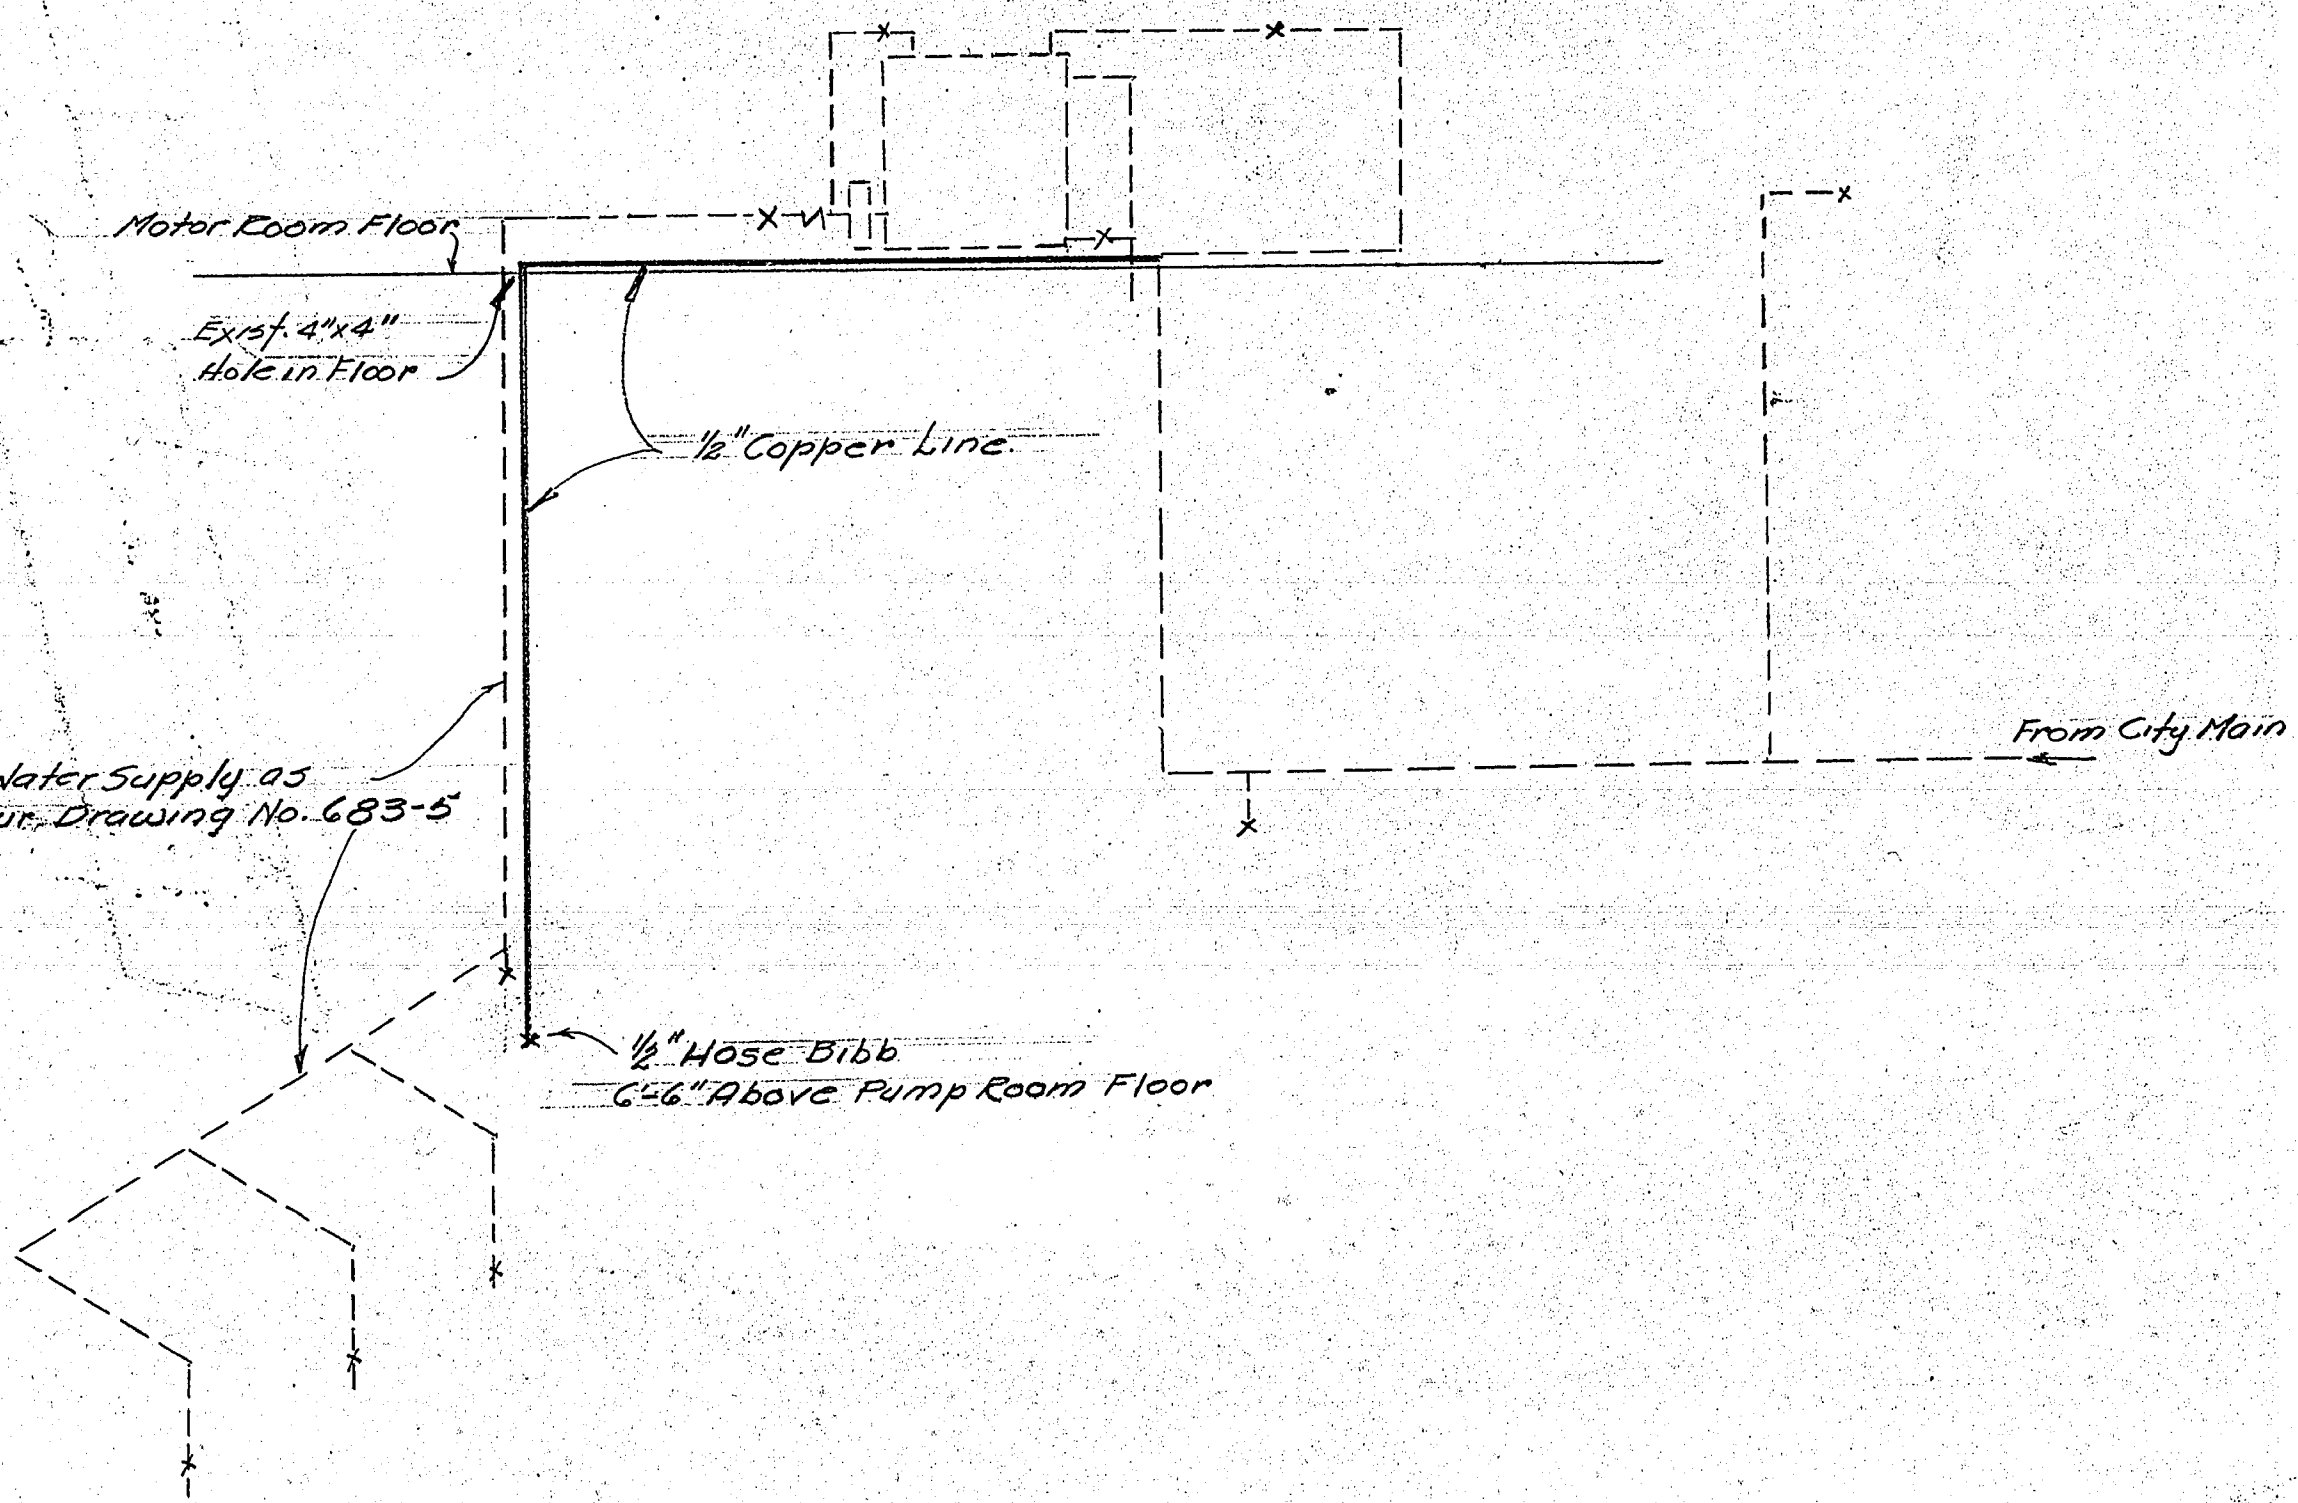 Motor Room Floor
Exist. 4"x4"
Hole in Floor
½" Copper Line.
From City Main
Water Supply as
Drawing No. 683-5
½" Hose Bibb
6'-6" Above Pump Room Floor